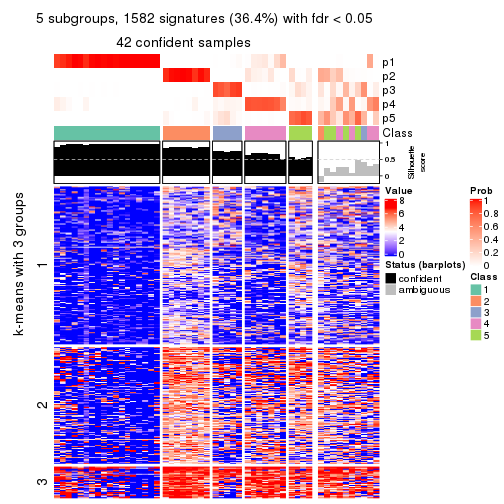 5 subgroups, 1582 signatures (36.4%) with fdr < 0.05
42 confident samples
p1
p2
p3
p4
p5
Class
1
0.5
0
Silhouette
score
k-means with 3 groups
1
2
3
Value
8
6
4
2
0
Status (barplots)
confident
ambiguous
Prob
1
0.8
0.6
0.4
0.2
0
Class
1
2
3
4
5